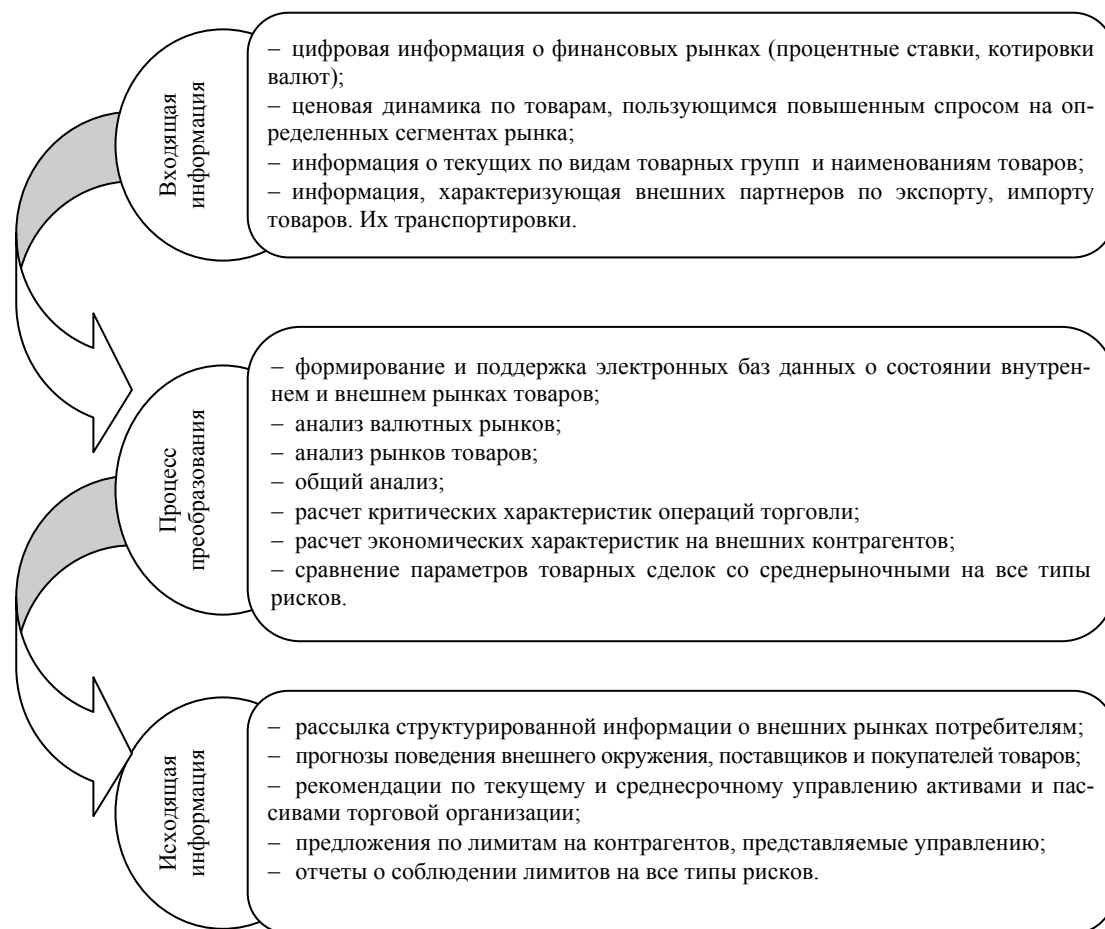 Входящая
информация
– цифровая информация о финансовых рынках (процентные ставки, котировки
валют);
– ценовая динамика по товарам, пользующимся повышенным спросом на оп-
ределенных сегментах рынка;
– информация о текущих по видам товарных групп и наименованиям товаров;
– информация, характеризующая внешних партнеров по экспорту, импорту
товаров. Их транспортировки.
Процесс
преобразования
– формирование и поддержка электронных баз данных о состоянии внутрен-
нем и внешнем рынках товаров;
– анализ валютных рынков;
– анализ рынков товаров;
– общий анализ;
– расчет критических характеристик операций торговли;
– расчет экономических характеристик на внешних контрагентов;
– сравнение параметров товарных сделок со среднерыночными на все типы
рисков.
Исходящая
информация
– рассылка структурированной информации о внешних рынках потребителям;
– прогнозы поведения внешнего окружения, поставщиков и покупателей товаров;
– рекомендации по текущему и среднесрочному управлению активами и пас-
сивами торговой организации;
– предложения по лимитам на контрагентов, представляемые управлению;
– отчеты о соблюдении лимитов на все типы рисков.